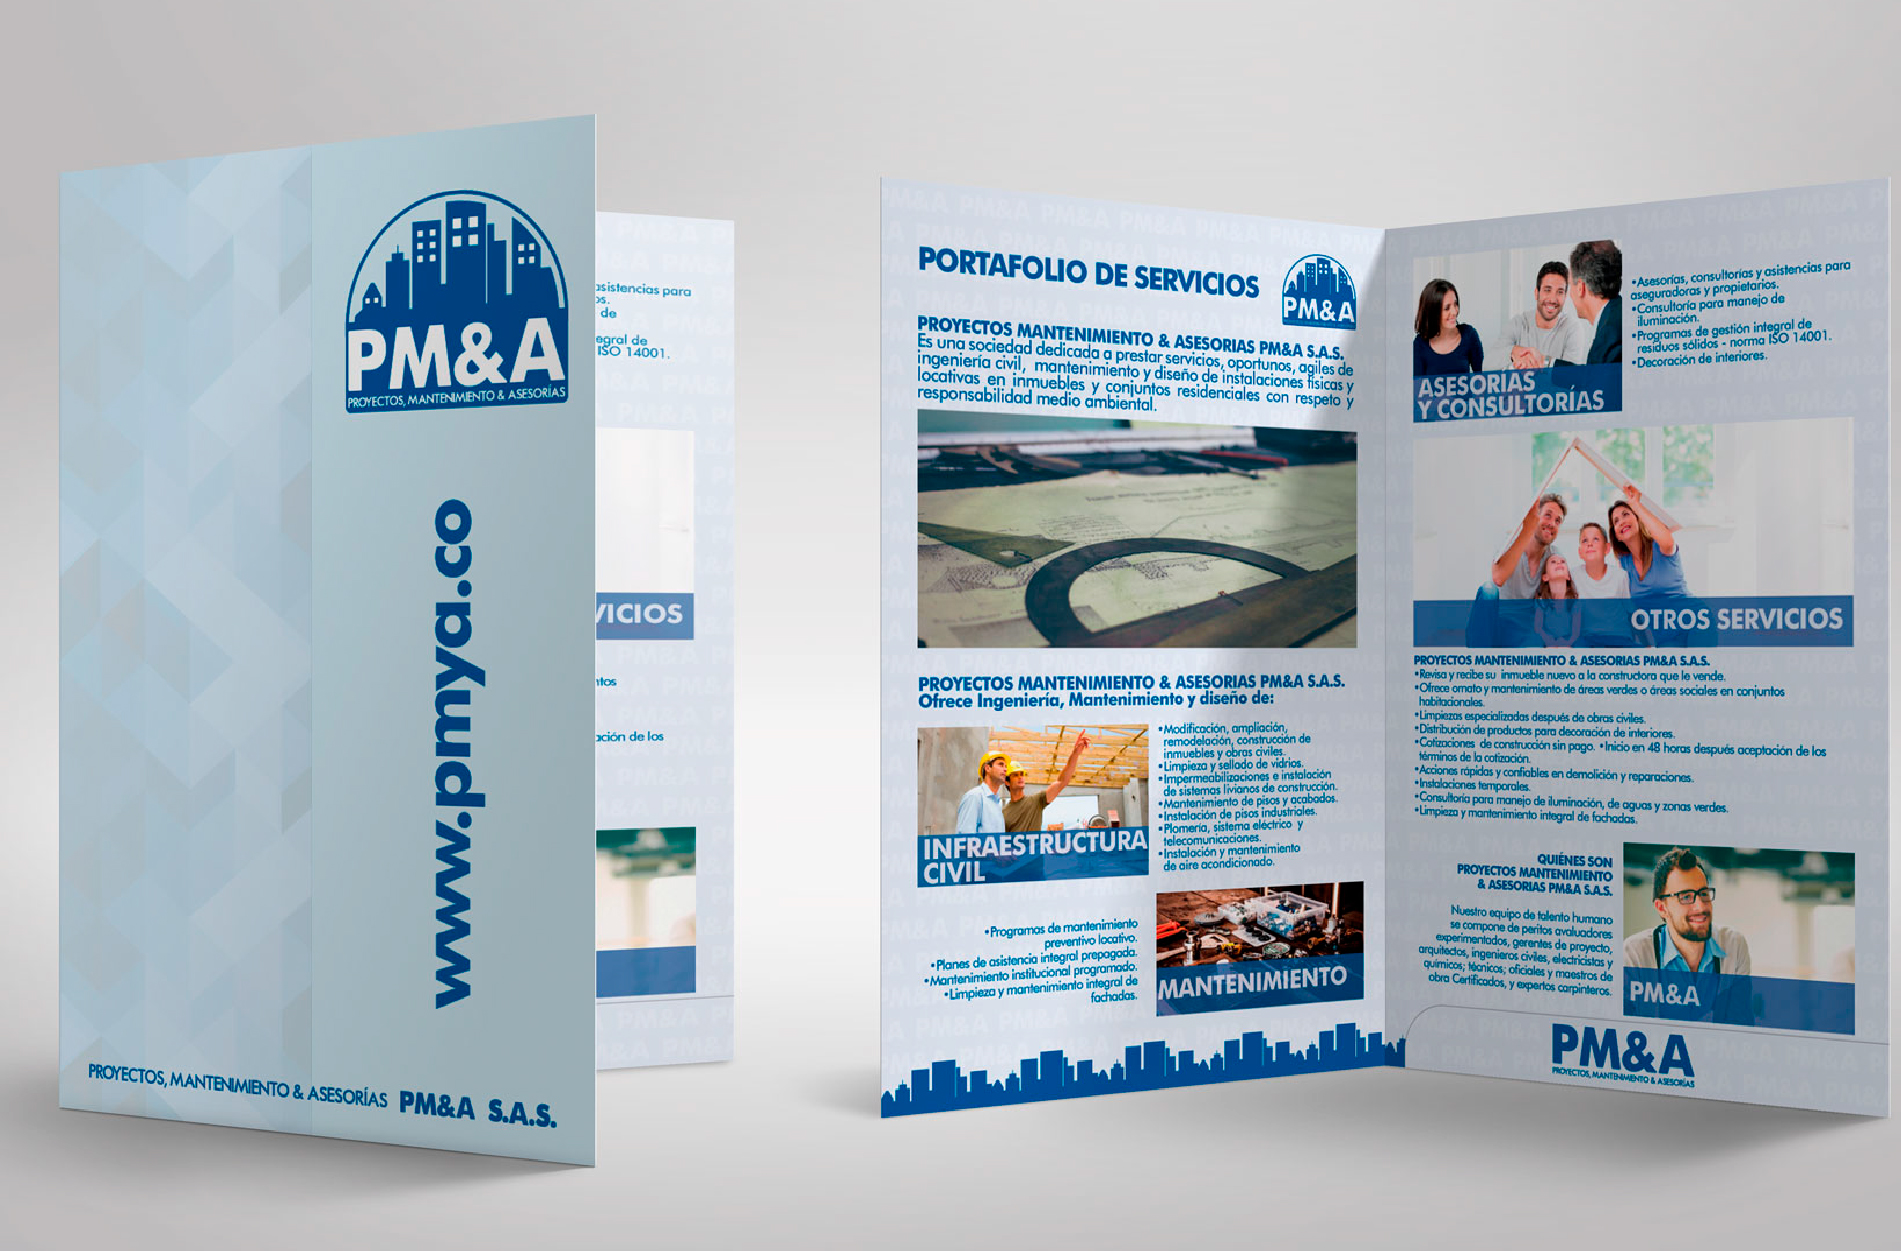 PM&A
PROYECTOS, MANTENIMIENTO & ASESORÍAS
www.pmya.co
PROYECTOS, MANTENIMIENTO & ASESORÍAS PM&A S.A.S.
asistencias para
os.
de
egral de
ISO 14001.
VICIOS
ntos
ación de los
PORTAFOLIO DE SERVICIOS
PM&A
PROYECTOS MANTENIMIENTO & ASESORIAS PM&A S.A.S.
Es una sociedad dedicada a prestar servicios, oportunos, agiles de
ingeniería civil, mantenimiento y diseño de instalaciones físicas y
locativas en inmuebles y conjuntos residenciales con respeto y
responsabilidad medio ambiental.
PROYECTOS MANTENIMIENTO & ASESORIAS PM&A S.A.S.
Ofrece Ingeniería, Mantenimiento y diseño de:
INFRAESTRUCTURA
CIVIL
•Modificación, ampliación,
remodelación, construcción de
inmuebles y obras civiles.
•Limpieza y sellado de vidrios.
•Impermeabilizaciones e instalación
de sistemas livianos de construcción.
•Mantenimiento de pisos y acabados.
•Instalación de pisos industriales.
•Plomería, sistema eléctrico y
telecomunicaciones.
•Instalación y mantenimiento
de aire acondicionado.
•Programas de mantenimiento
preventivo locativo.
•Planes de asistencia integral prepagada.
•Mantenimiento institucional programado.
•Limpieza y mantenimiento integral de
fachadas.
MANTENIMIENTO
ASESORIAS
Y CONSULTORÍAS
•Asesorías, consultorías y asistencias para
aseguradoras y propietarios.
•Consultoría para manejo de
iluminación.
•Programas de gestión integral de
residuos sólidos - norma ISO 14001.
•Decoración de interiores.
OTROS SERVICIOS
PROYECTOS MANTENIMIENTO & ASESORIAS PM&A S.A.S.
•Revisa y recibe su inmueble nuevo a la constructora que le vende.
•Ofrece ornato y mantenimiento de áreas verdes o áreas sociales en conjuntos
habitacionales.
•Limpiezas especializadas después de obras civiles.
•Distribución de productos para decoración de interiores.
•Cotizaciones de construcción sin pago. •Inicio en 48 horas después aceptación de los
términos de la cotización.
•Acciones rápidas y confiables en demolición y reparaciones.
•Instalaciones temporales.
•Consultoría para manejo de iluminación, de aguas y zonas verdes.
•Limpieza y mantenimiento integral de fachadas.
QUIÉNES SON
PROYECTOS MANTENIMIENTO
& ASESORIAS PM&A S.A.S.
Nuestro equipo de talento humano
se compone de peritos avaluadores
experimentados, gerentes de proyecto,
arquitectos, ingenieros civiles, electricistas y
químicos; técnicos; oficiales y maestros de
obra Certificados, y expertos carpinteros.
PM&A
PM&A
PROYECTOS, MANTENIMIENTO & ASESORÍAS